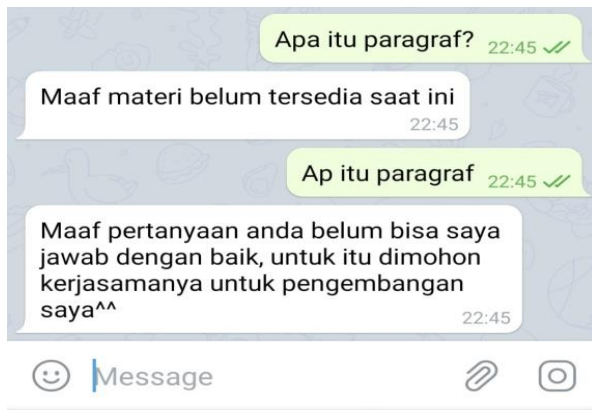 Apa itu paragraf? 22:45
Maaf materi belum tersedia saat ini
22:45
Ap itu paragraf 22:45
Maaf pertanyaan anda belum bisa saya
jawab dengan baik, untuk itu dimohon
kerjasamanya untuk pengembangan
saya^^ 22:45
Message